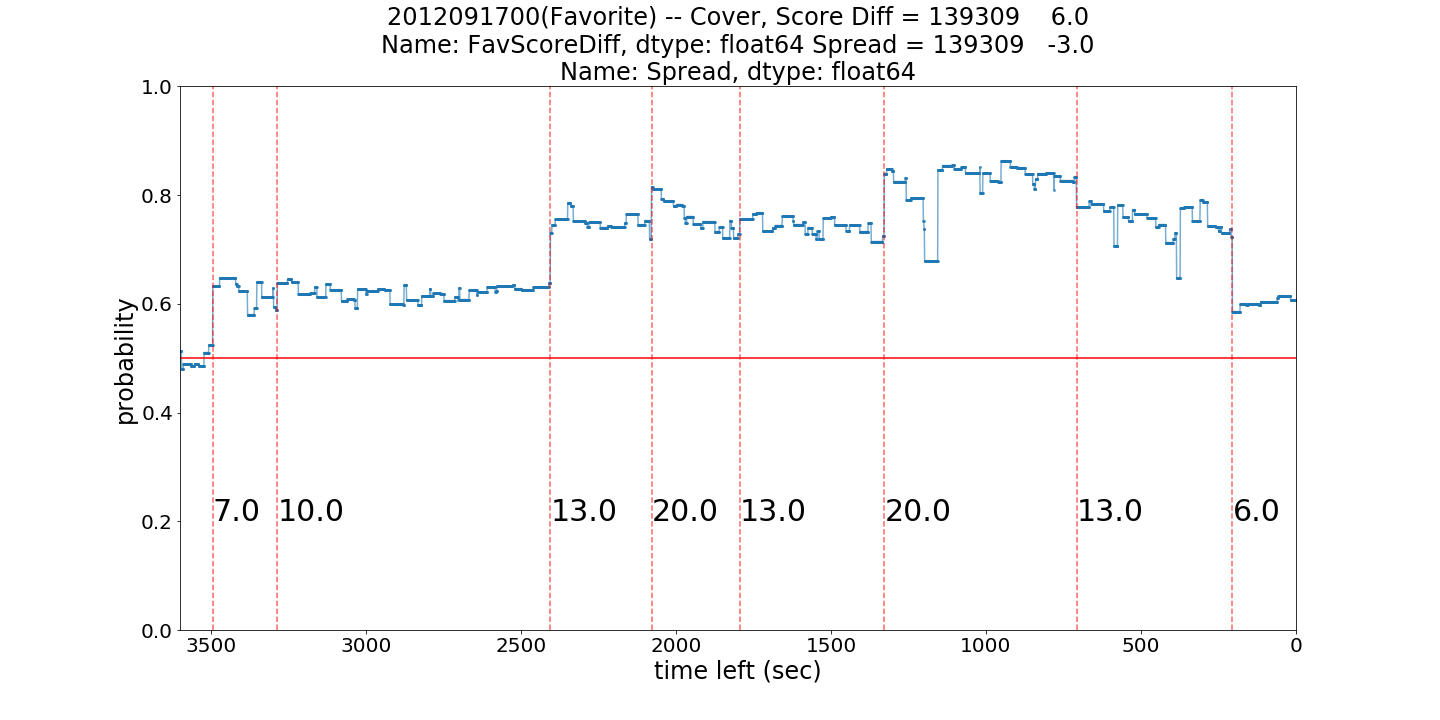 2012091700(Favorite) -- Cover, Score Diff = 139309    6.0
Name: FavScoreDiff, dtype: float64 Spread = 139309   -3.0
Name: Spread, dtype: float64
1.0
0.8
0.6
0.4
0.2
0.0
probability
7.0 10.0 13.0 20.0 13.0 20.0 13.0 6.0
3500 3000 2500 2000 1500 1000 500 0
time left (sec)